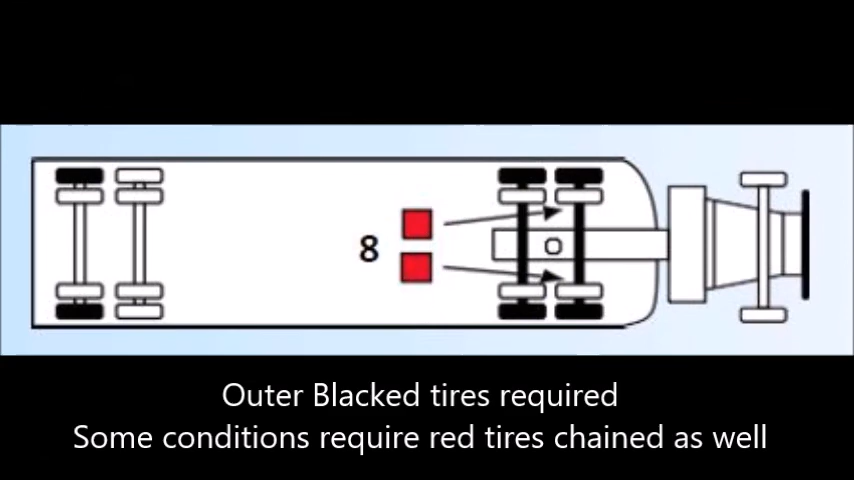 8
Outer Blacked tires required
Some conditions require red tires chained as well